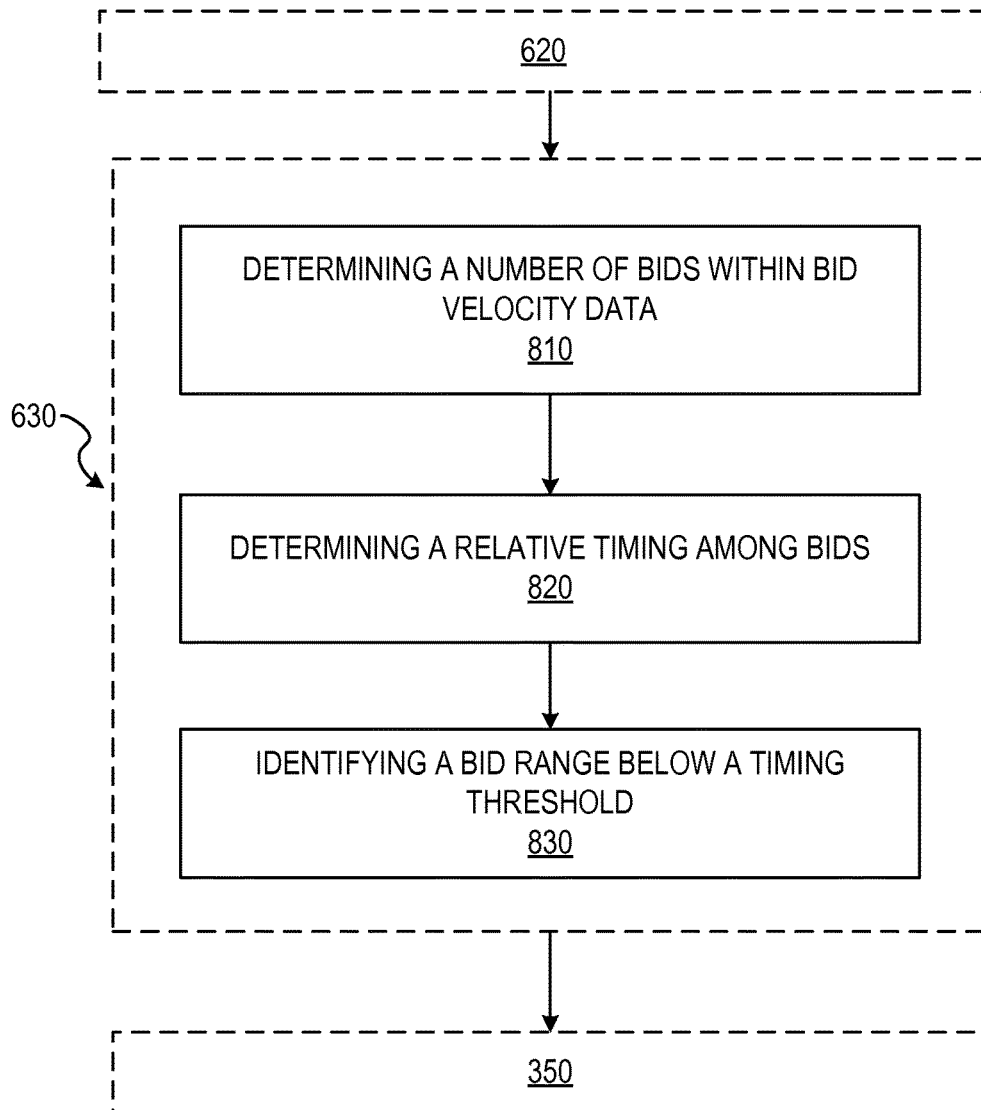 620
DETERMINING A NUMBER OF BIDS WITHIN BID
VELOCITY DATA
810
630
DETERMINING A RELATIVE TIMING AMONG BIDS
820
IDENTIFYING A BID RANGE BELOW A TIMING
THRESHOLD
830
350